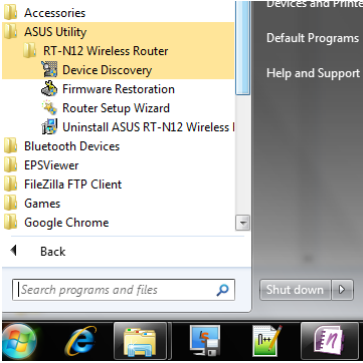 Accessories
ASUS Utility
RT-N12 Wireless Router
Device Discovery
Firmware Restoration
Router Setup Wizard
Uninstall ASUS RT-N12 Wireless
Bluetooth Devices
EPSViewer
FileZilla FTP Client
Games
Google Chrome
Back
Search programs and files
Devices and Printe
Default Programs
Help and Support
Shut down